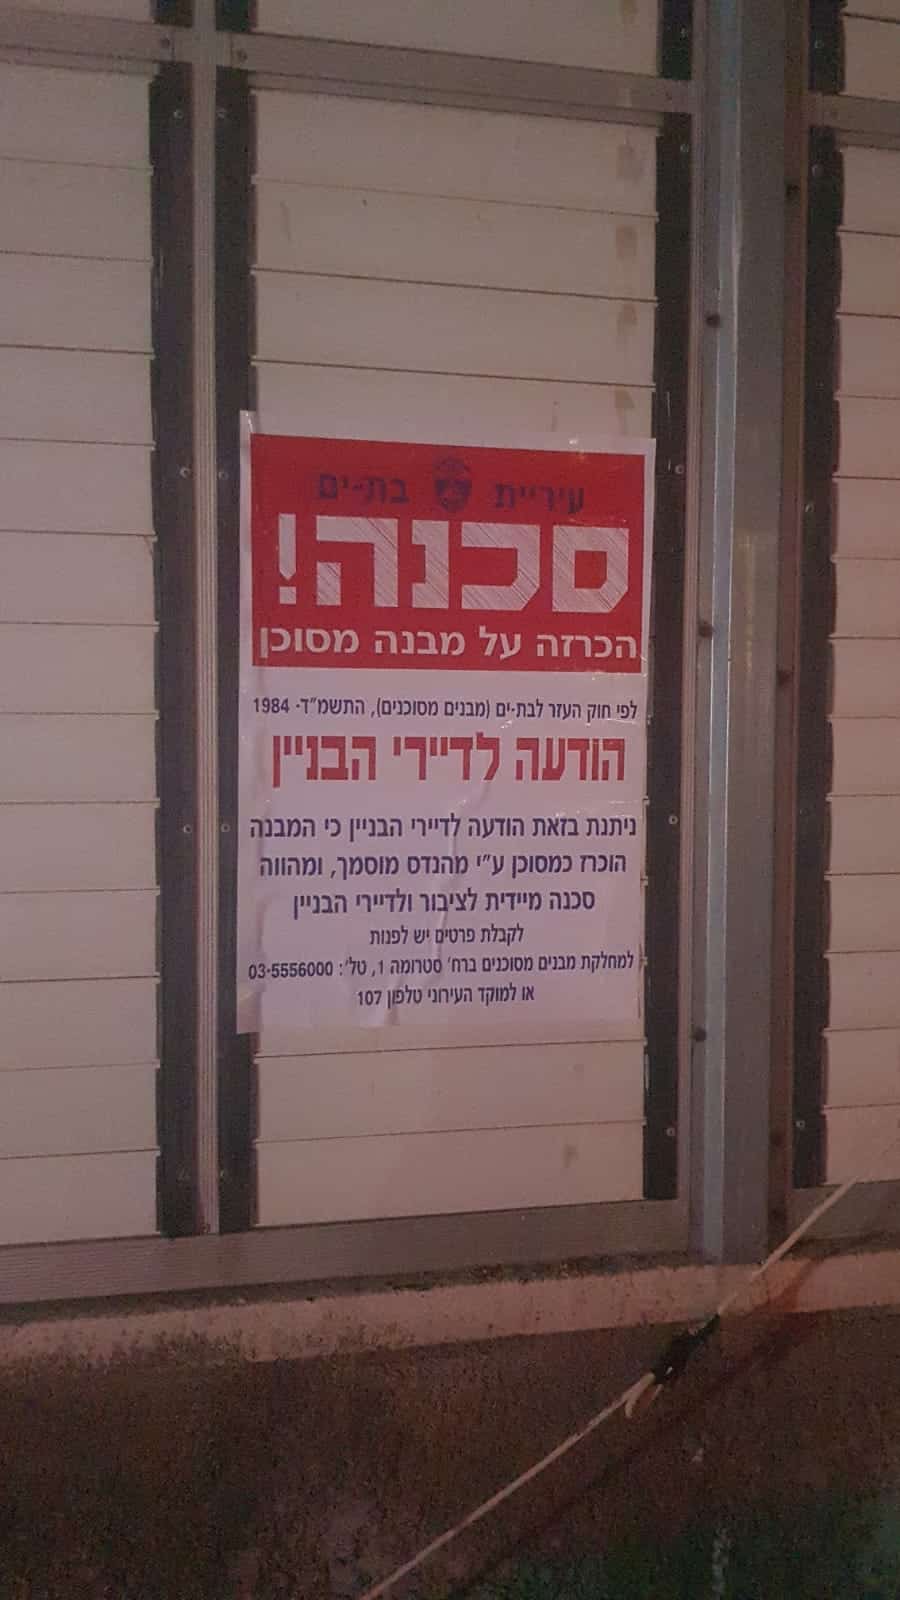 עיריית בת-ים
סכנה!
הכרזה על מבנה מסוכן
לפי חוק העזר לבת-ים (מבנים מסוכנים), התשמ"ד- 1984
הודעה לדיירי הבניין
ניתנת בזאת הודעה לדיירי הבניין כי המבנה
הוכרז כמסוכן ע"י מהנדס מוסמך, ומהווה
סכנה מיידית לציבור ולדיירי הבניין
לקבלת פרטים יש לפנות
למחלקת מבנים מסוכנים ברח' סטרומה 1, טל': 03-5556000
או למוקד העירוני טלפון 107